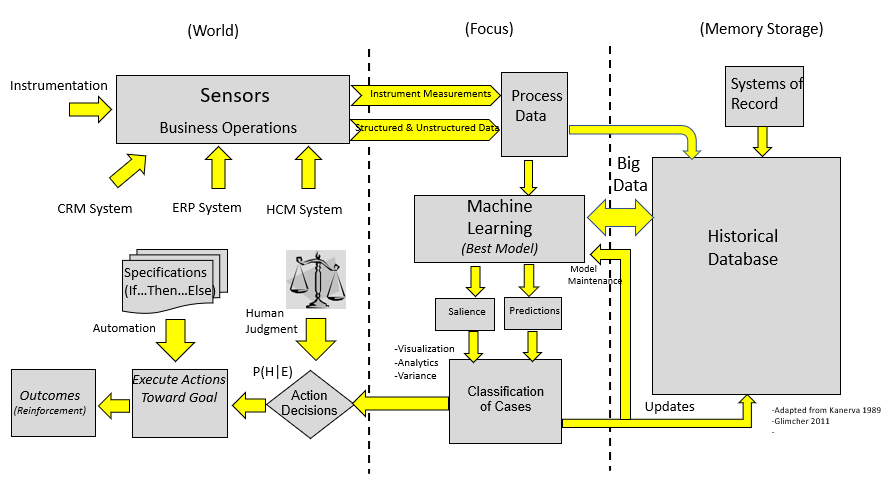 (World)
(Focus)
(Memory Storage)
Instrumentation
Sensors
Business Operations
Instrument Measurements
Structured & Unstructured Data
Process
Data
Systems of
Record
CRM System
ERP System
HCM System
Machine
Learning
(Best Model)
Big
Data
Historical
Database
Model
Maintenance
Specifications
(If...Then...Else)
Automation
Human
Judgment
Salience
Predictions
-Visualization
-Analytics
-Variance
P(H|E)
Outcomes
(Reinforcement)
Execute Actions
Toward Goal
Action
Decisions
Classification
of Cases
Updates
-Adapted from Kanerva 1989
-Glimcher 2011
-